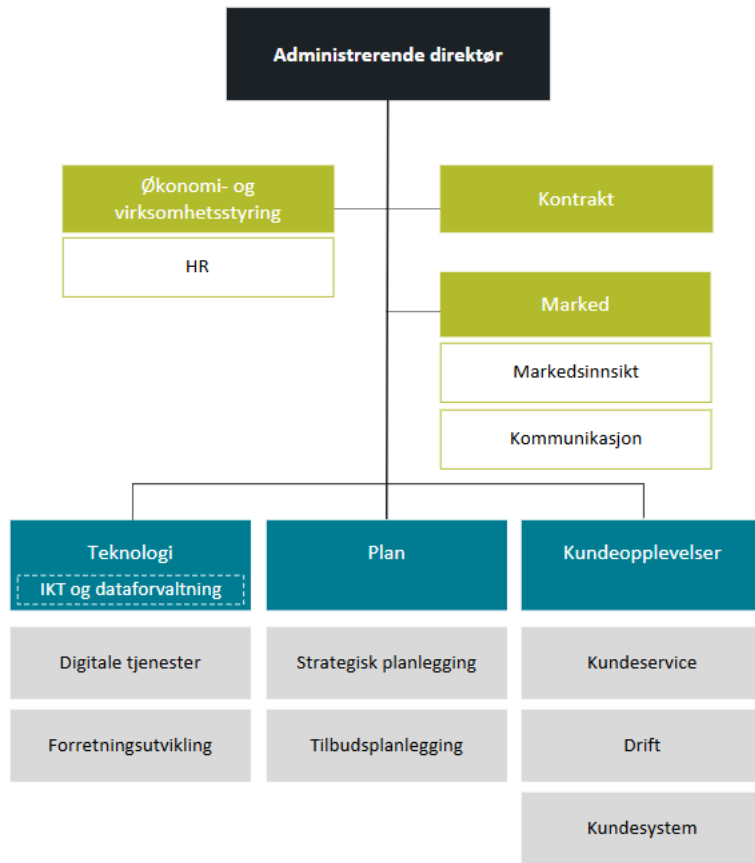 Administrerende direktør
Økonomi- og
virksomhetsstyring
HR
Kontrakt
Marked
Markedsinnsikt
Kommunikasjon
Teknologi
IKT og dataforvaltning
Digitale tjenester
Forretningsutvikling
Plan
Strategisk planlegging
Tilbudsplanlegging
Kundeopplevelser
Kundeservice
Drift
Kundesystem